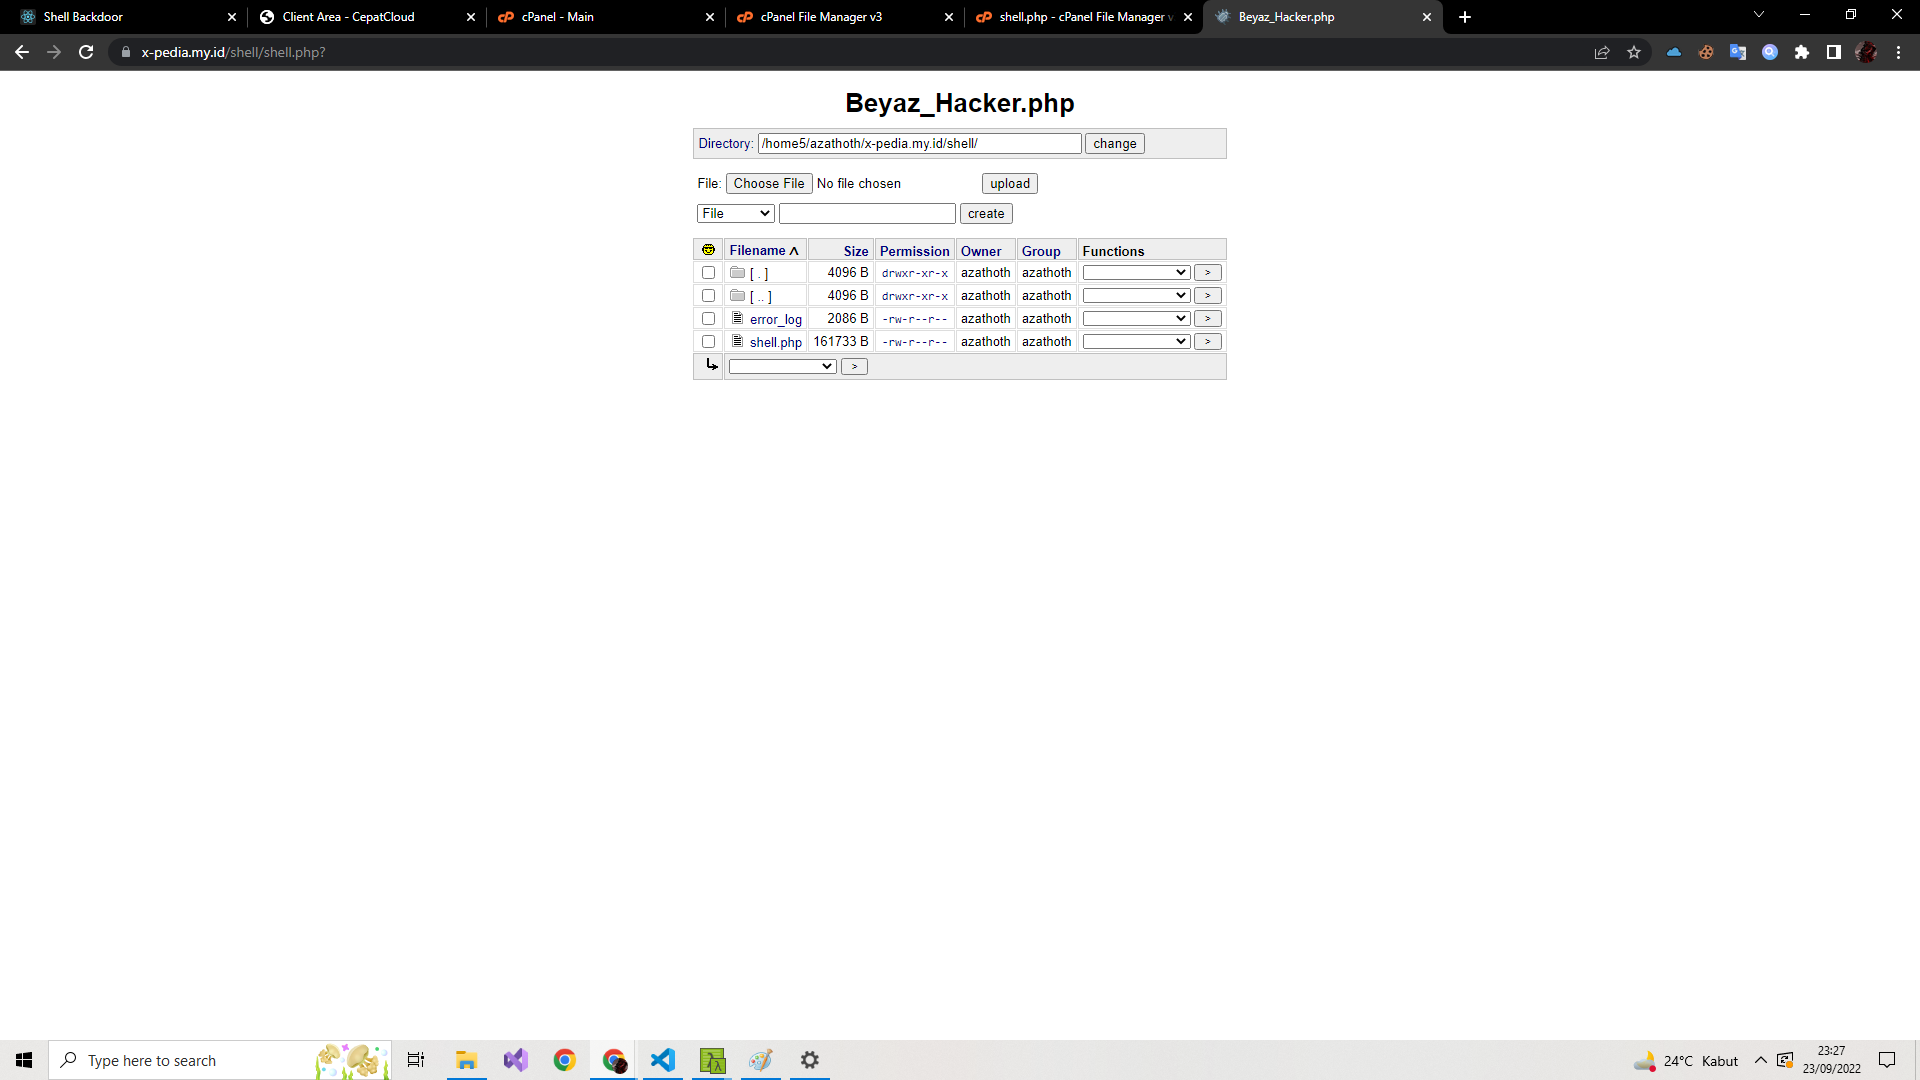 Shell Backdoor
Client Area - CepatCloud
cPanel - Main
cPanel File Manager v3
shell.php - cPanel File Manager v
Beyaz_Hacker.php
x-pedia.my.id/shell/shell.php?
Beyaz_Hacker.php
Directory: /home5/azathoth/x-pedia.my.id/shell/ change
File: Choose File No file chosen upload
File create
Filename Λ Size Permission Owner Group Functions
[ . ] 4096 B drwxr-xr-x azathoth azathoth >
[ .. ] 4096 B drwxr-xr-x azathoth azathoth >
error_log 2086 B -rw-r--r-- azathoth azathoth >
shell.php 161733 B -rw-r--r-- azathoth azathoth >
>
Type here to search
24°C Kabut
23:27
23/09/2022